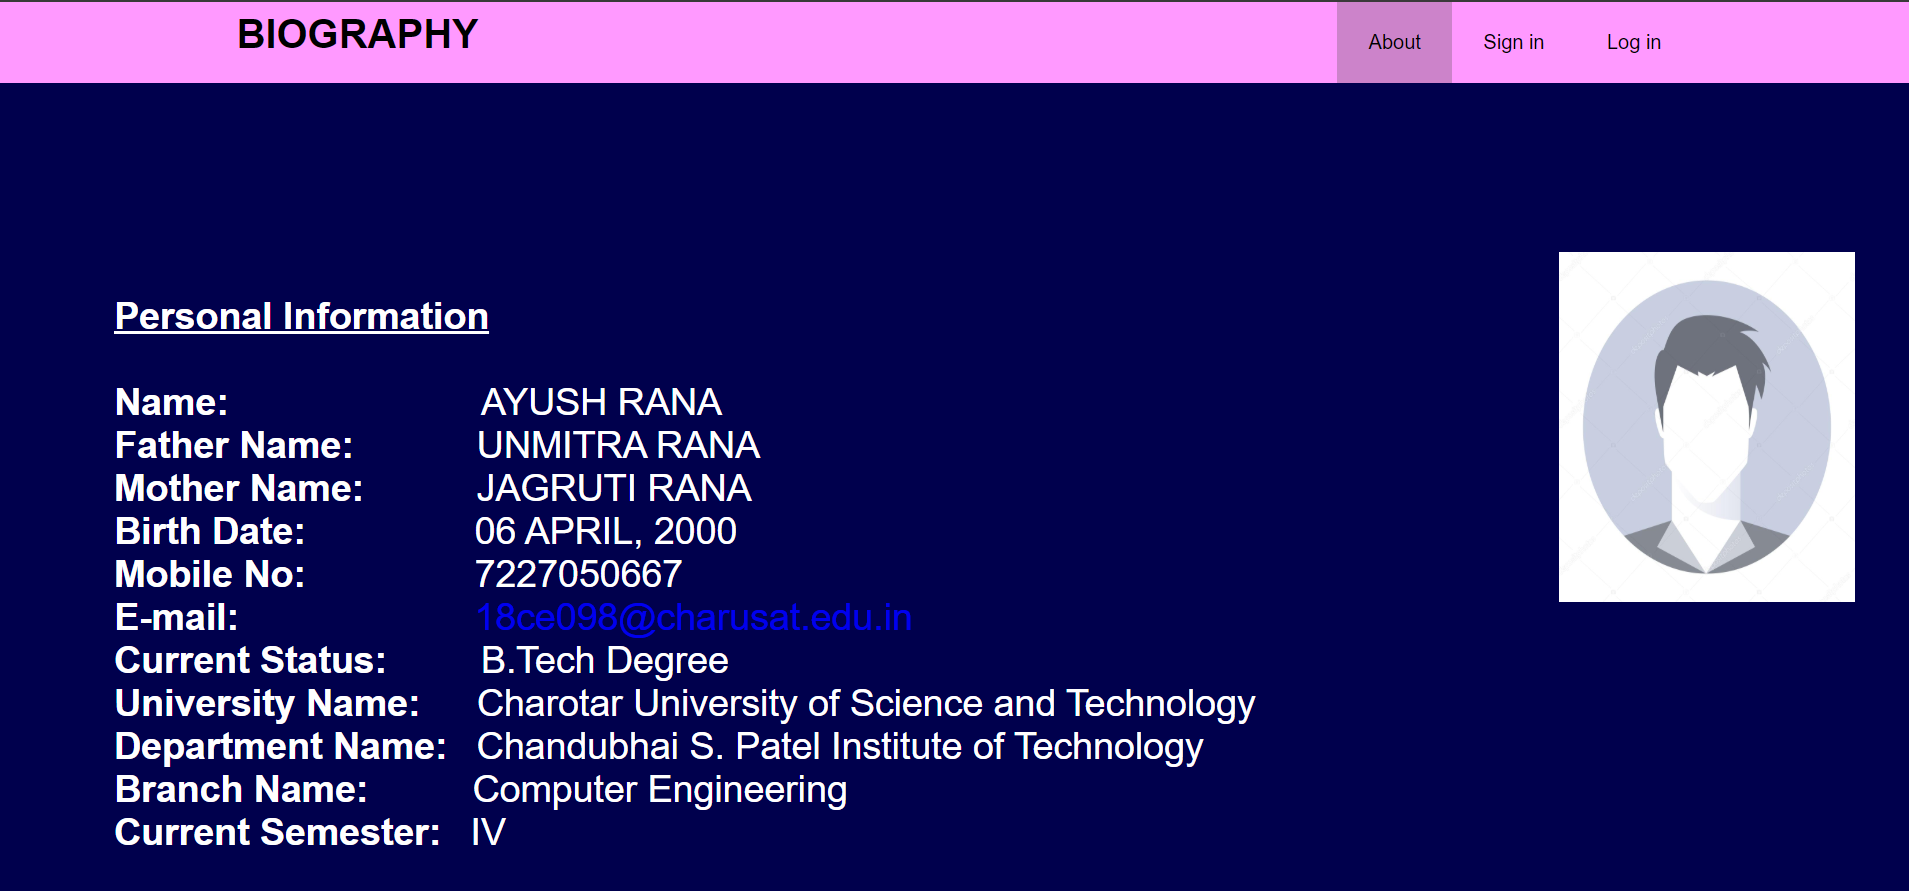 BIOGRAPHY
About Sign in Log in
Personal Information
Name: AYUSH RANA
Father Name: UNMITRA RANA
Mother Name: JAGRUTI RANA
Birth Date: 06 APRIL, 2000
Mobile No: 7227050667
E-mail: 18ce098@charusat.edu.in
Current Status: B.Tech Degree
University Name: Charotar University of Science and Technology
Department Name: Chandubhai S. Patel Institute of Technology
Branch Name: Computer Engineering
Current Semester: IV